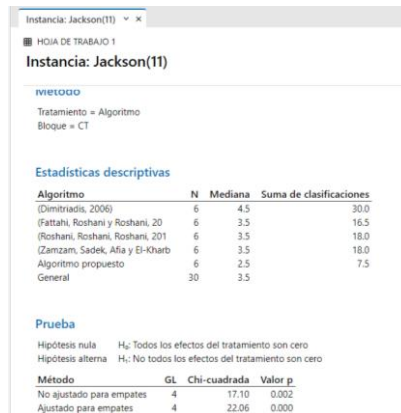 Instancia: Jackson(11)
HOJA DE TRABAJO 1
Instancia: Jackson(11)
Método
Tratamiento = Algoritmo
Bloque = CT
Estadísticas descriptivas
Algoritmo N Mediana Suma de clasificaciones
(Dimitriadis, 2006) 6 4.5 30.0
(Fattahi, Roshani y Roshani, 20 6 3.5 16.5
(Roshani, Roshani, Roshani, 201 6 3.5 18.0
(Zamzam, Sadek, Afia y El-Kharb 6 3.5 18.0
Algoritmo propuesto 6 2.5 7.5
General 30 3.5
Prueba
Hipótesis nula H₀: Todos los efectos del tratamiento son cero
Hipótesis alterna H₁: No todos los efectos del tratamiento son cero
Método GL Chi-cuadrada Valor p
No ajustado para empates 4 17.10 0.002
Ajustado para empates 4 22.06 0.000